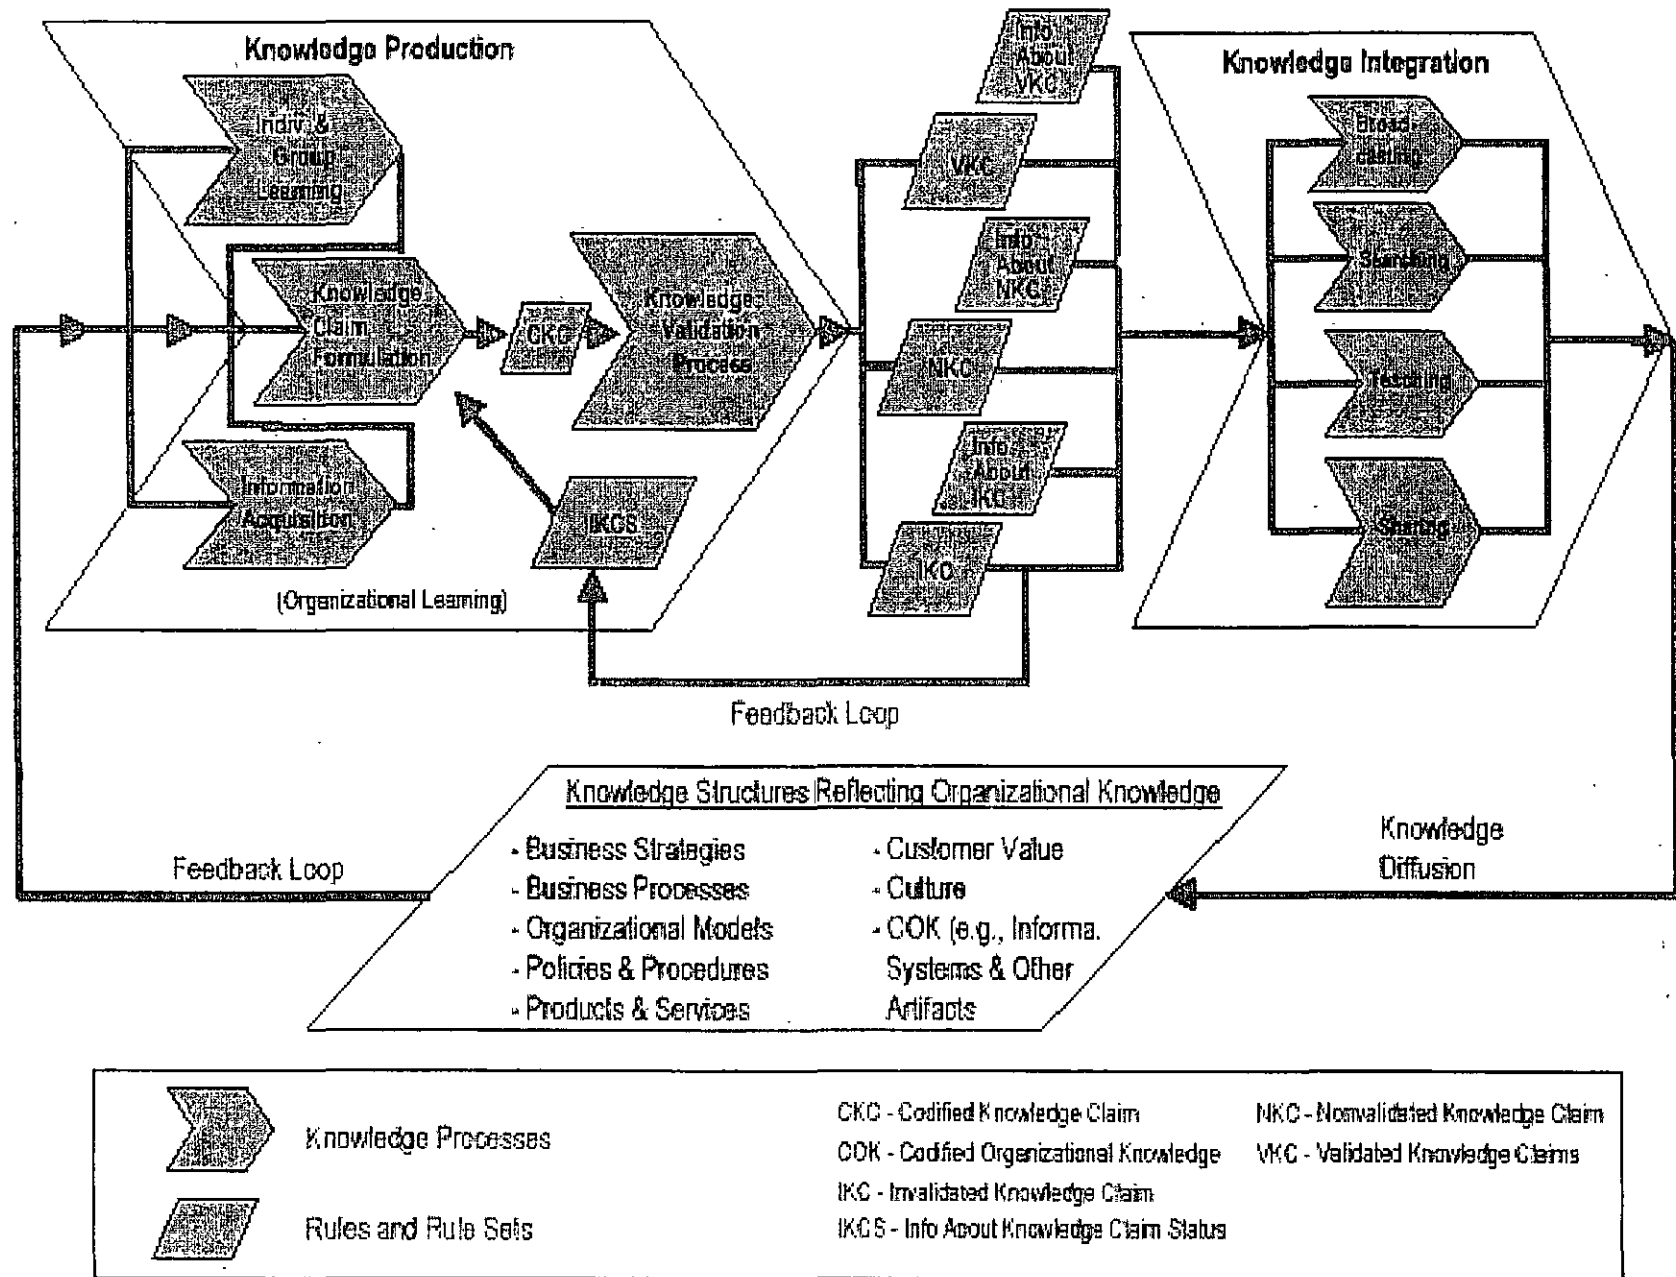 Knowledge Production
Indiv. &
Group
Learning
Knowledge
Claim
Formulation
Information
Acquisition
(Organizational Learning)
CKC
Knowledge
Validation
Process
IKCS
Info
About
VKC
VKC
Info
About
NKC
NKC
Info
About
IKC
IKC
Knowledge Integration
Broad-
casting
Searching
Teaching
Sharing
Feedback Loop
Knowledge Structures Reflecting Organizational Knowledge
- Business Strategies
- Business Processes
- Organizational Models
- Policies & Procedures
- Products & Services
- Customer Value
- Culture
- COK (e.g., Informa.
Systems & Other
Artifacts
Feedback Loop
Knowledge
Diffusion
Knowledge Processes
Rules and Rule Sets
CKC - Codified Knowledge Claim
COK - Codified Organizational Knowledge
IKC - Invalidated Knowledge Claim
IKCS - Info About Knowledge Claim Status
NKC - Nonvalidated Knowledge Claim
VKC - Validated Knowledge Claims